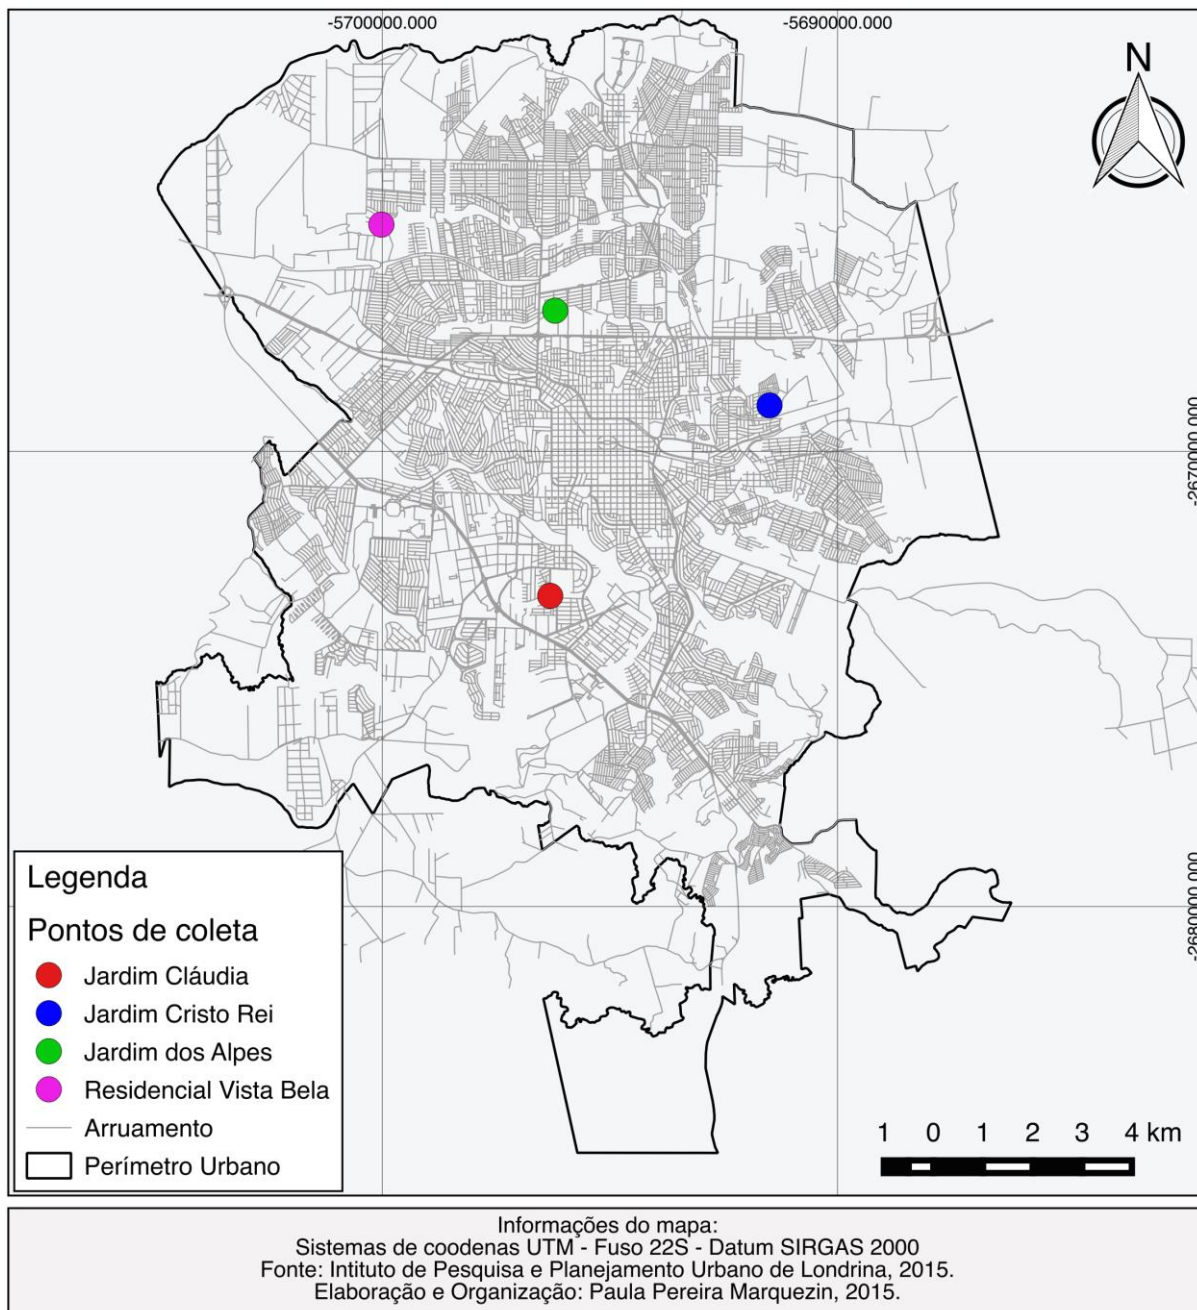 -5700000.000
-5690000.000
N
-2670000.000
-2680000.000
Legenda
Pontos de coleta
Jardim Cláudia
Jardim Cristo Rei
Jardim dos Alpes
Residencial Vista Bela
Arruamento
Perímetro Urbano
1 0 1 2 3 4 km
Informações do mapa:
Sistemas de coodenas UTM - Fuso 22S - Datum SIRGAS 2000
Fonte: Intituto de Pesquisa e Planejamento Urbano de Londrina, 2015.
Elaboração e Organização: Paula Pereira Marquezin, 2015.